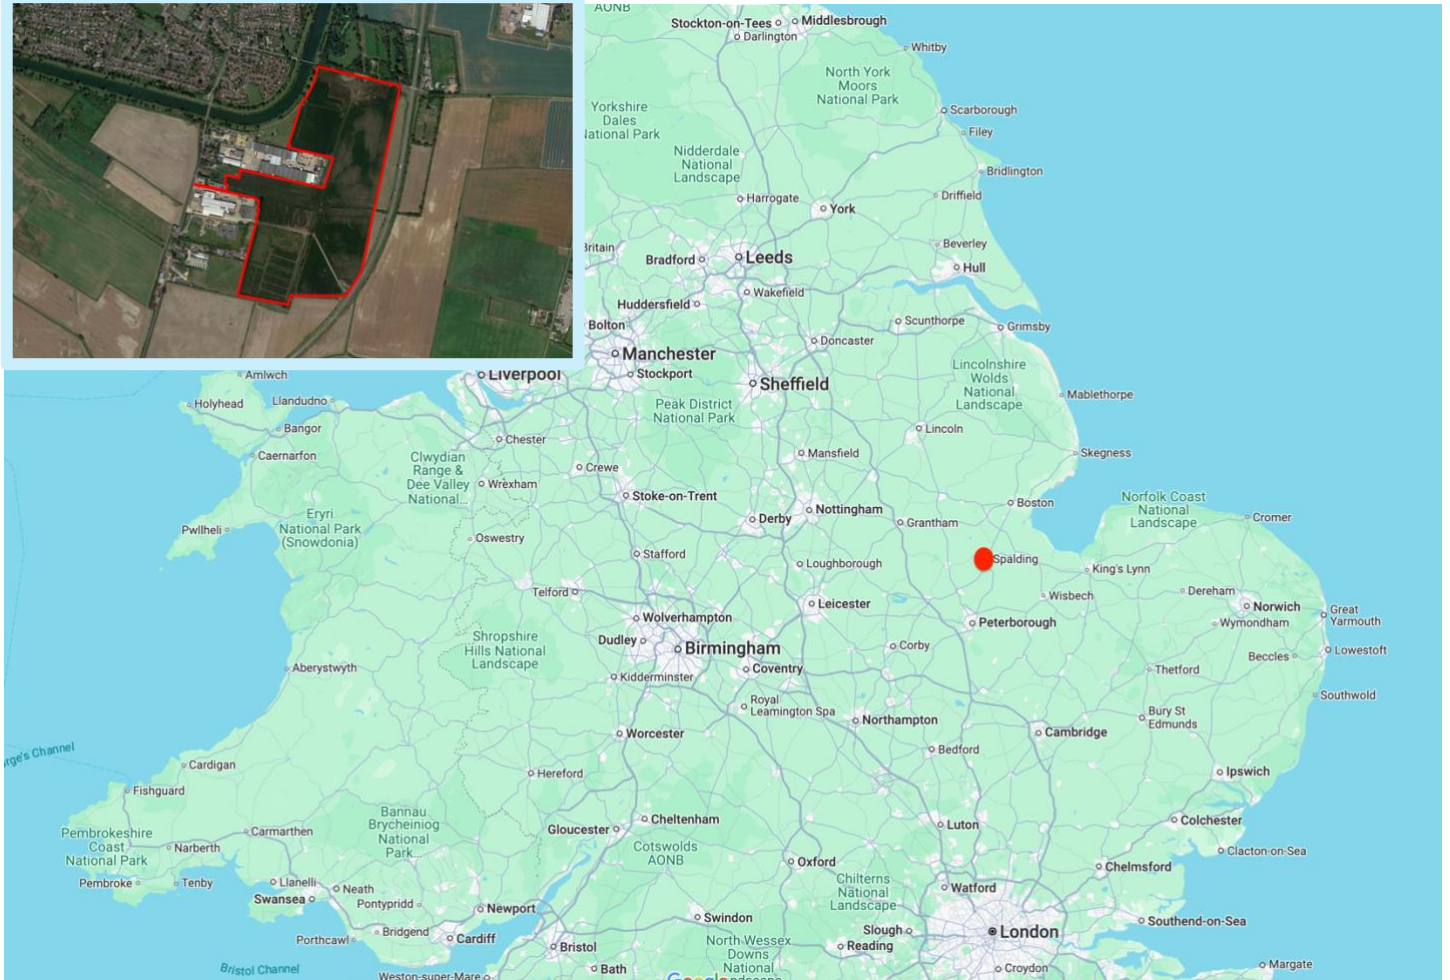 AONB
Stockton-on-Tees
Middlesbrough
Darlington
Whitby
North York
Moors
National Park
Yorkshire
Dales
National Park
Scarborough
Filey
Nidderdale
National
Landscape
Bridlington
Harrogate
York
Driffield
Britain
Beverley
Bradford
Leeds
Hull
Wakefield
Huddersfield
Bolton
Scunthorpe
Grimsby
Doncaster
Manchester
Liverpool
Stockport
Sheffield
Lincolnshire
Wolds
National
Landscape
Amlwch
Holyhead
Llandudno
Peak District
National Park
Mablethorpe
Bangor
Chester
Lincoln
Caernarfon
Clwydian
Range &
Dee Valley
National...
Mansfield
Skegness
Crewe
Wrexham
Stoke-on-Trent
Boston
Norfolk Coast
National
Landscape
Eryri
National Park
(Snowdonia)
Nottingham
Derby
Grantham
Cromer
Pwllheli
Oswestry
Stafford
Loughborough
Spalding
King's Lynn
Telford
Wisbech
Dereham
Norwich
Great
Yarmouth
Leicester
Wolverhampton
Peterborough
Wymondham
Shropshire
Hills National
Landscape
Dudley
Birmingham
Corby
Beccles
Lowestoft
Aberystwyth
Coventry
Thetford
Kidderminster
Southwold
Royal
Leamington Spa
Northampton
Bury St
Edmunds
Worcester
Cambridge
Bedford
rge's Channel
Cardigan
Hereford
Ipswich
Fishguard
Bannau
Brycheiniog
National
Park...
Cheltenham
Gloucester
Luton
Colchester
Pembrokeshire
Coast
National Park
Carmarthen
Narberth
Cotswolds
AONB
Clacton-on-Sea
Oxford
Chelmsford
Pembroke
Tenby
Llanelli
Neath
Chilterns
National
Landscape
Watford
Swansea
Pontypridd
Newport
Swindon
Southend-on-Sea
Slough
London
Porthcawl
Bridgend
Cardiff
Bristol
North Wessex
Downs
National
Landscape
Reading
Bristol Channel
Weston-super-Mare
Bath
Google
Croydon
Margate